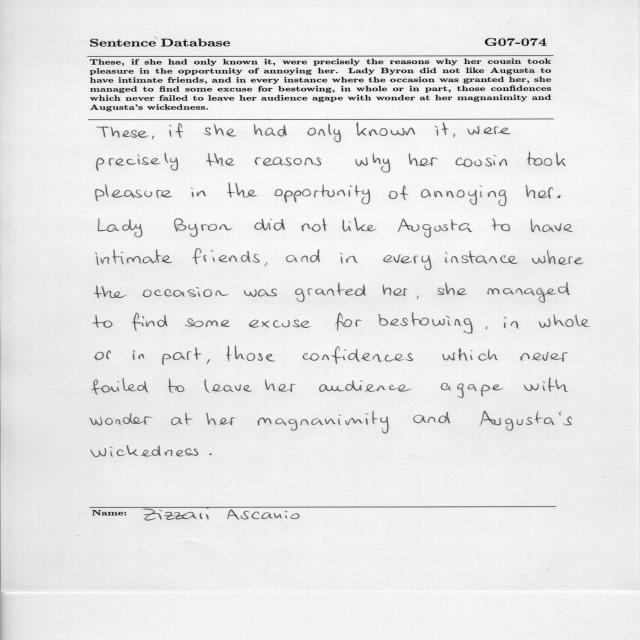 Sentence Database G07-074
These, if she had only known it, were precisely the reasons why her cousin took
pleasure in the opportunity of annoying her. Lady Byron did not like Augusta to
have intimate friends, and in every instance where the occasion was granted her, she
managed to find some excuse for bestowing, in whole or in part, those confidences
which never failed to leave her audience agape with wonder at her magnanimity and
Augusta's wickedness.
These, if she had only known it, were
precisely the reasons why her cousin took
pleasure in the opportunity of annoying her.
Lady Byron did not like Augusta to have
intimate friends, and in every instance where
the occasion was granted her, she managed
to find some excuse for bestowing, in whole
or in part, those confidences which never
failed to leave her audience agape with
wonder at her magnanimity and Augusta's
wickedness.
Name: Zizzari Ascanio